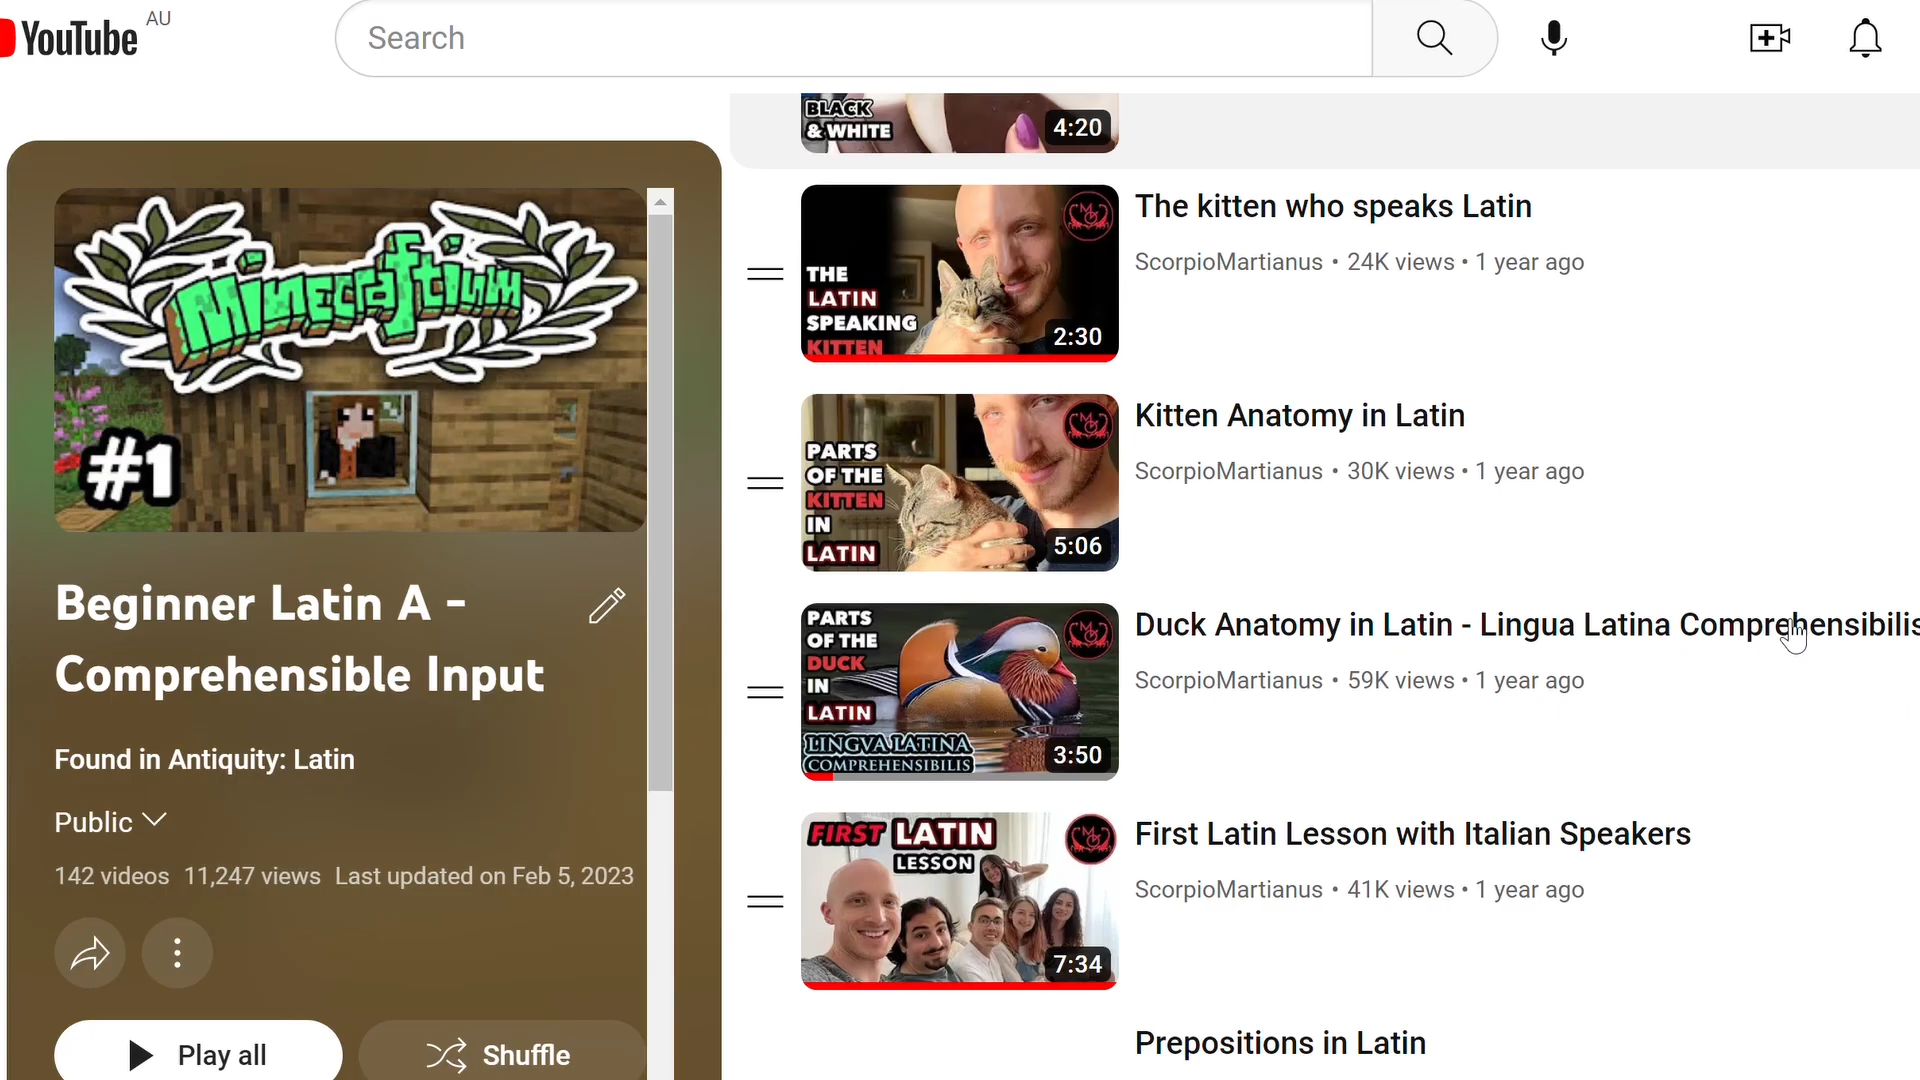 YouTube AU
Search
Minecraftium
#1
Beginner Latin A -
Comprehensible Input
Found in Antiquity: Latin
Public
142 videos 11,247 views Last updated on Feb 5, 2023
Play all
Shuffle
BLACK
& WHITE
4:20
THE
LATIN
SPEAKING
KITTEN
2:30
The kitten who speaks Latin
ScorpioMartianus • 24K views • 1 year ago
PARTS
OF THE
KITTEN
IN
LATIN
5:06
Kitten Anatomy in Latin
ScorpioMartianus • 30K views • 1 year ago
PARTS
OF THE
DUCK
IN
LATIN
LINGVA LATINA
COMPREHENSIBILIS
3:50
Duck Anatomy in Latin - Lingua Latina Comprehensibilis
ScorpioMartianus • 59K views • 1 year ago
FIRST LATIN
LESSON
7:34
First Latin Lesson with Italian Speakers
ScorpioMartianus • 41K views • 1 year ago
Prepositions in Latin